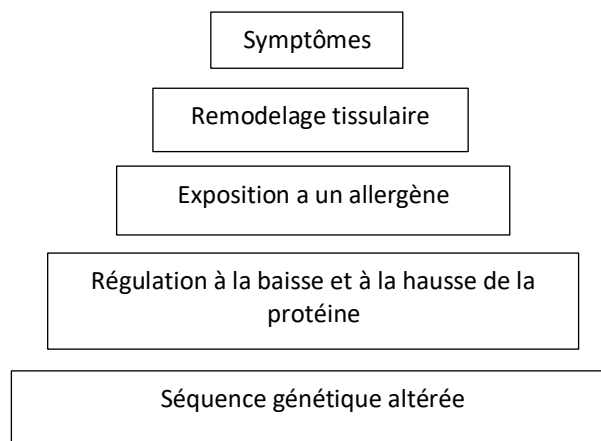 Symptômes
Remodelage tissulaire
Exposition a un allergène
Régulation à la baisse et à la hausse de la
protéine
Séquence génétique altérée